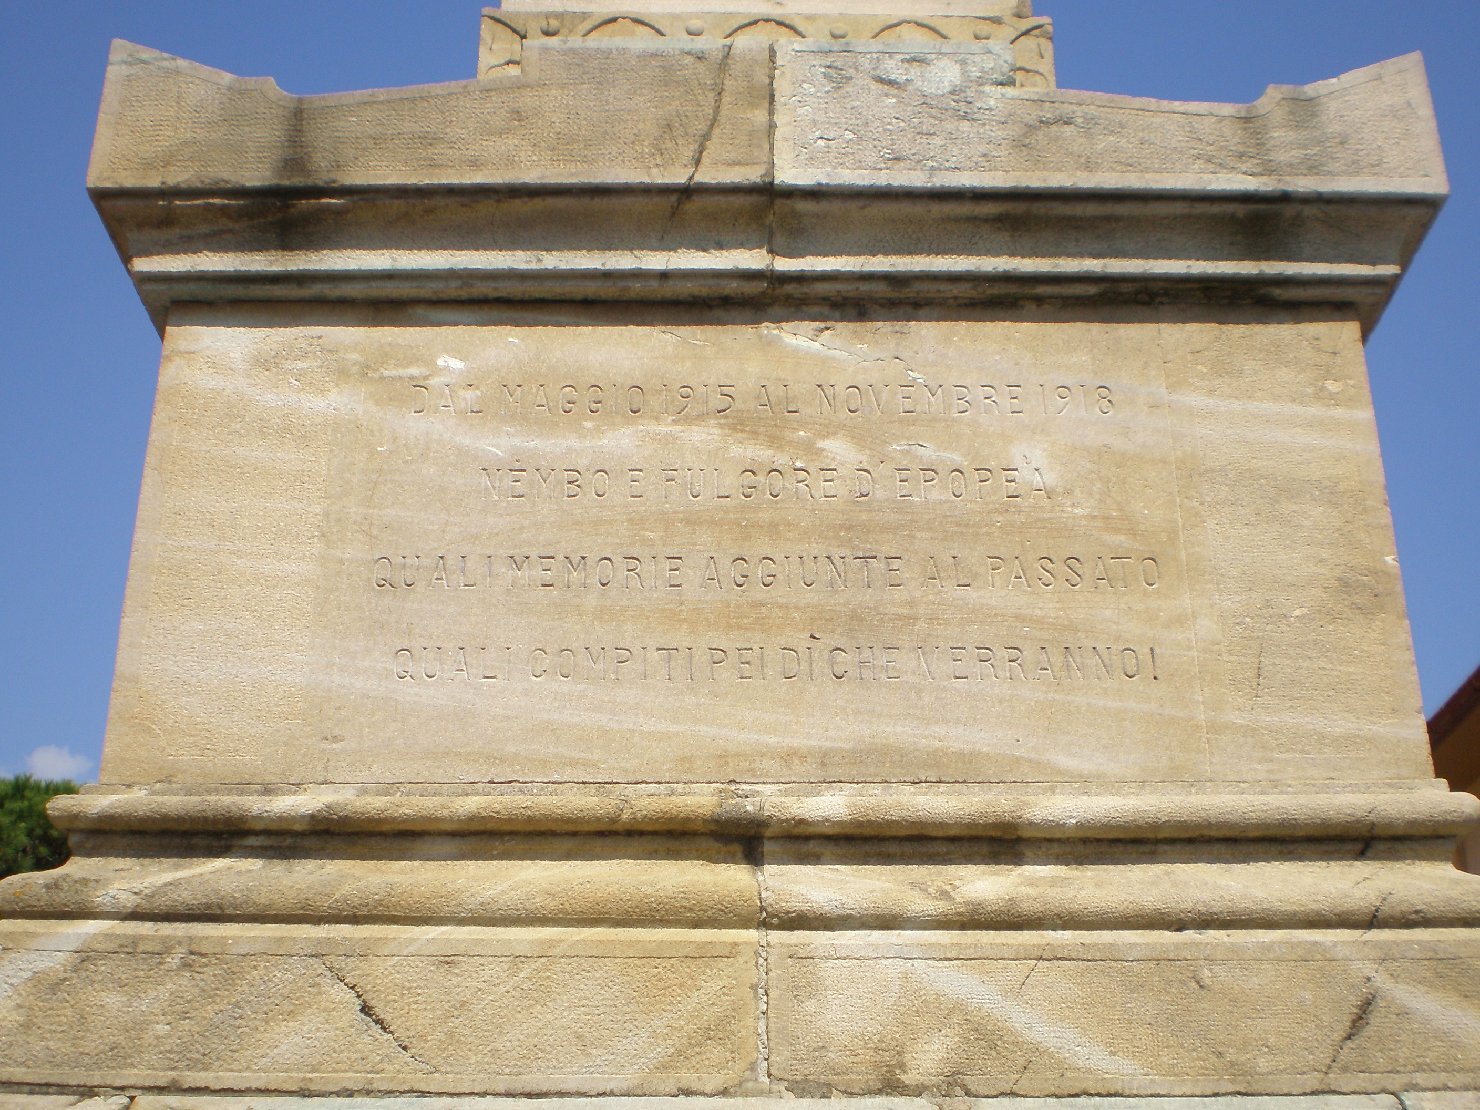 DAL MAGGIO 1915 AL NOVEMBRE 1918
NEMBO E FULGORE D'EPOPEA
QUALI MEMORIE AGGIUNTE AL PASSATO
QUALI COMPITI PEI DÌ CHE VERRANNO!